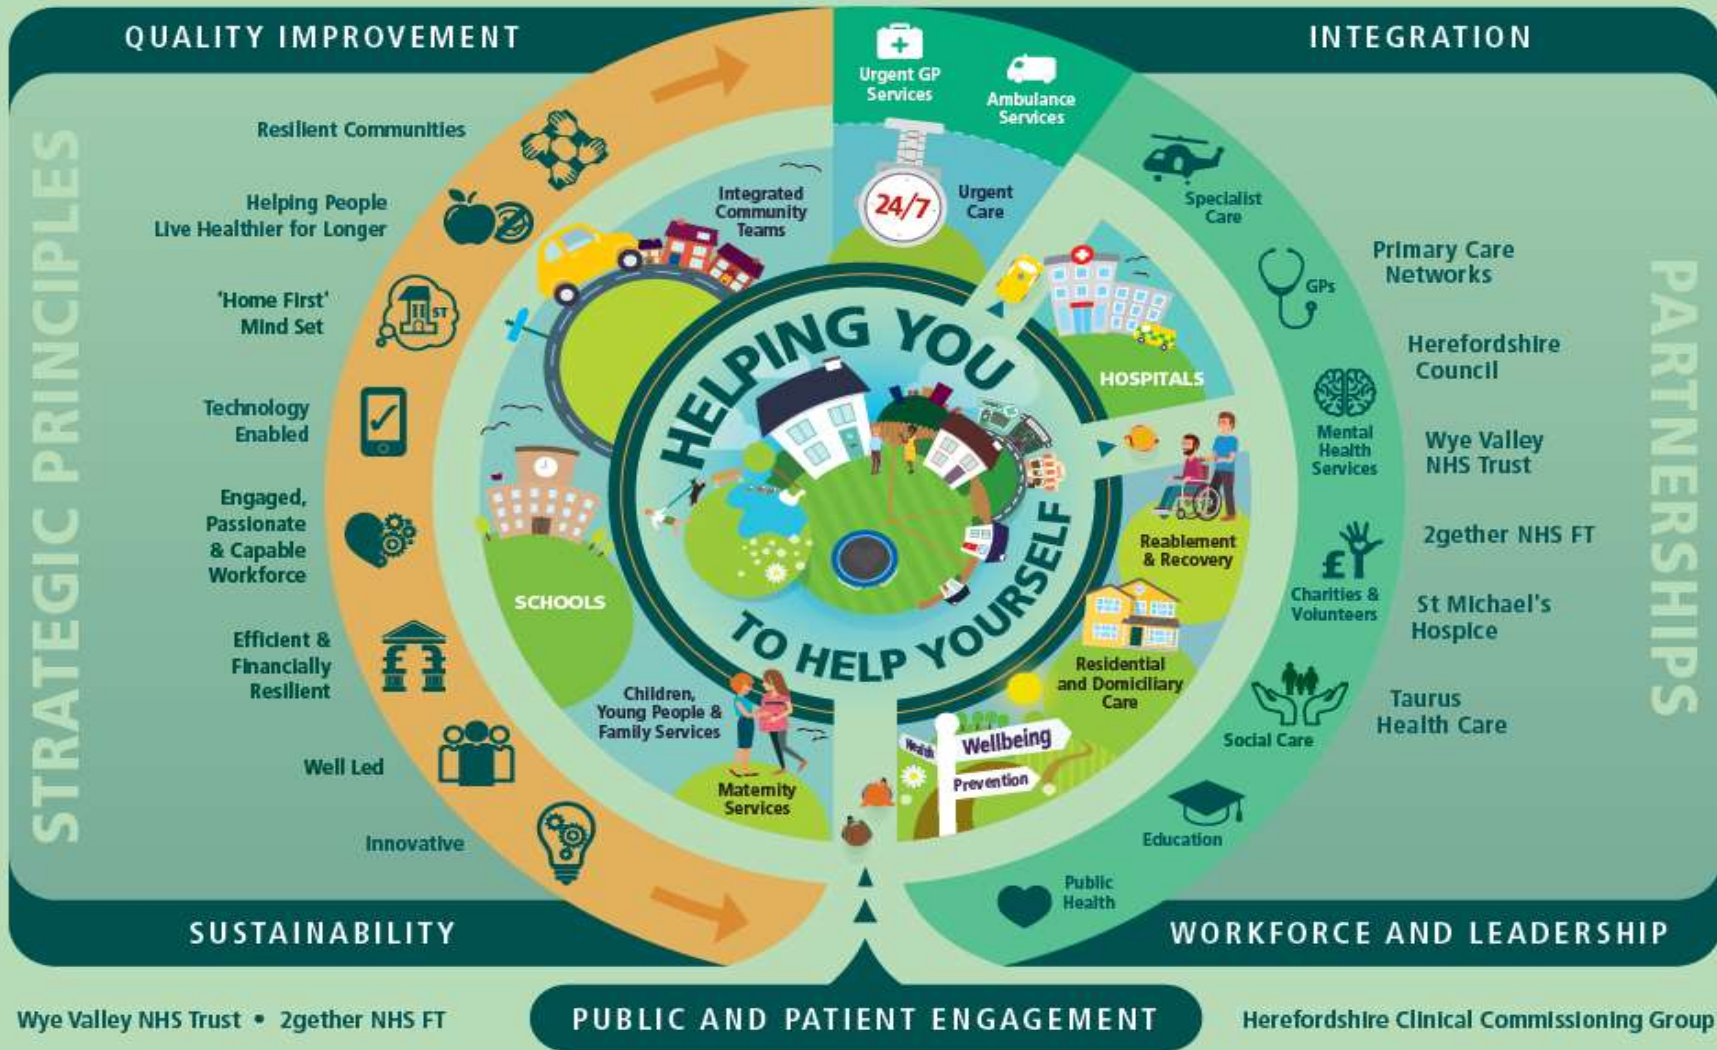 QUALITY IMPROVEMENT
INTEGRATION
STRATEGIC PRINCIPLES
Resilient Communities
Helping People
Live Healthier for Longer
'Home First'
Mind Set
1ST
Technology
Enabled
Engaged,
Passionate
& Capable
Workforce
Efficient &
Financially
Resilient
££
Well Led
Innovative
Urgent GP
Services
Ambulance
Services
Integrated
Community
Teams
24/7
Urgent
Care
HOSPITALS
Reablement
& Recovery
Residential
and Domiciliary
Care
Health
Wellbeing
Prevention
Maternity
Services
Children,
Young People &
Family Services
SCHOOLS
HELPING YOU
TO HELP YOURSELF
Specialist
Care
GPs
Mental
Health
Services
£
Charities &
Volunteers
Social Care
Education
Public
Health
Primary Care
Networks
Herefordshire
Council
Wye Valley
NHS Trust
2gether NHS FT
St Michael's
Hospice
Taurus
Health Care
PARTNERSHIPS
SUSTAINABILITY
WORKFORCE AND LEADERSHIP
Wye Valley NHS Trust • 2gether NHS FT
PUBLIC AND PATIENT ENGAGEMENT
Herefordshire Clinical Commissioning Group